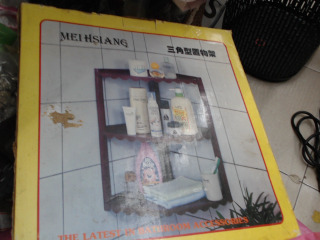 MEIHSIANG
三角型置物架
THE LATEST
ACCESSORIES